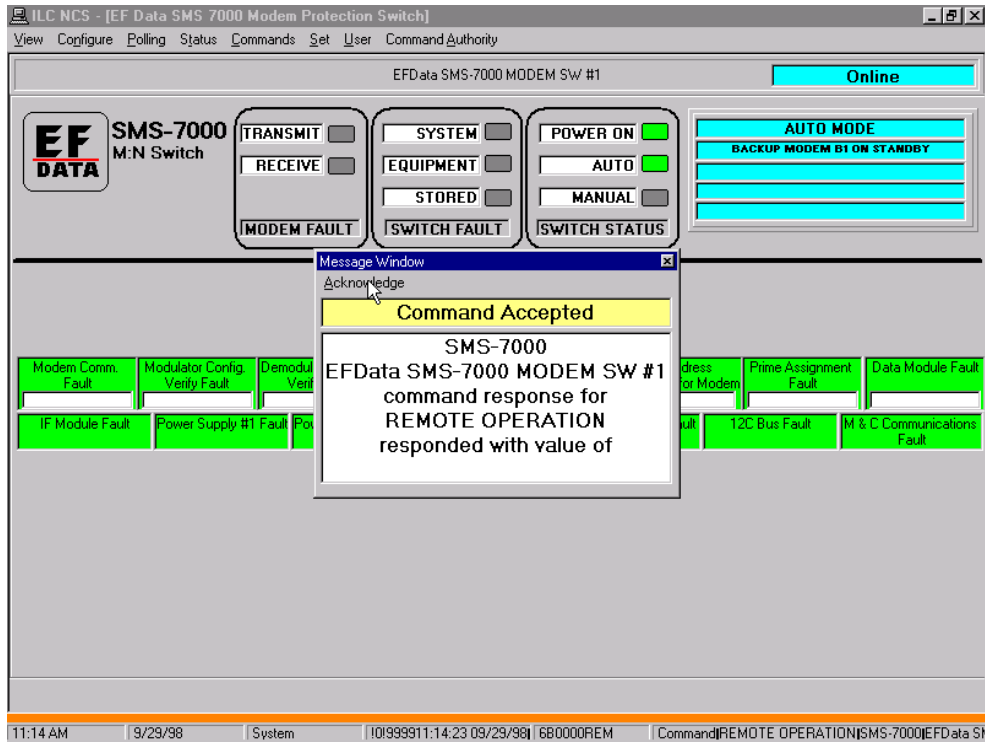 ILC NCS - [EF Data SMS 7000 Modem Protection Switch]
View Configure Polling Status Commands Set User Command Authority
EFData SMS-7000 MODEM SW #1
Online
EF
DATA
SMS-7000
M:N Switch
TRANSMIT
RECEIVE
MODEM FAULT
SYSTEM
EQUIPMENT
STORED
SWITCH FAULT
POWER ON
AUTO
MANUAL
SWITCH STATUS
AUTO MODE
BACKUP MODEM B1 ON STANDBY
Message Window
Acknowledge
Command Accepted
SMS-7000
EFData SMS-7000 MODEM SW #1
command response for
REMOTE OPERATION
responded with value of
Modem Comm.
Fault
Modulator Config.
Verify Fault
Prime Assignment
Fault
Data Module Fault
for Modem
IF Module Fault
Power Supply #1 Fault
12C Bus Fault
M & C Communications
Fault
11:14 AM 9/29/98 System !0!999911:14:23 09/29/98 6B0000REM Command|REMOTE OPERATION|SMS-7000|EFData